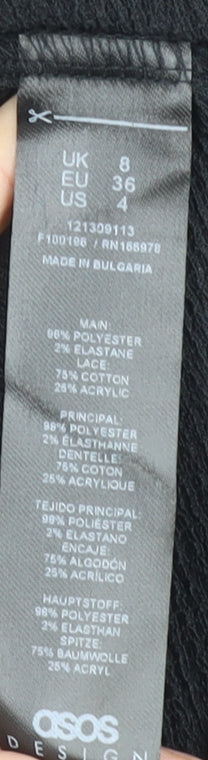 UK 8
EU 36
US 4
121309113
F100196 / RN168978
MADE IN BULGARIA
MAIN:
98% POLYESTER
2% ELASTANE
LACE:
75% COTTON
25% ACRYLIC
PRINCIPAL:
98% POLYESTER
2% ÉLASTHANNE
DENTELLE:
75% COTON
25% ACRYLIQUE
TEJIDO PRINCIPAL:
98% POLIÉSTER
2% ELASTANO
ENCAJE:
75% ALGODÓN
25% ACRÍLICO
HAUPTSTOFF:
98% POLYESTER
2% ELASTHAN
SPITZE:
75% BAUMWOLLE
25% ACRYL
asos
DESIGN